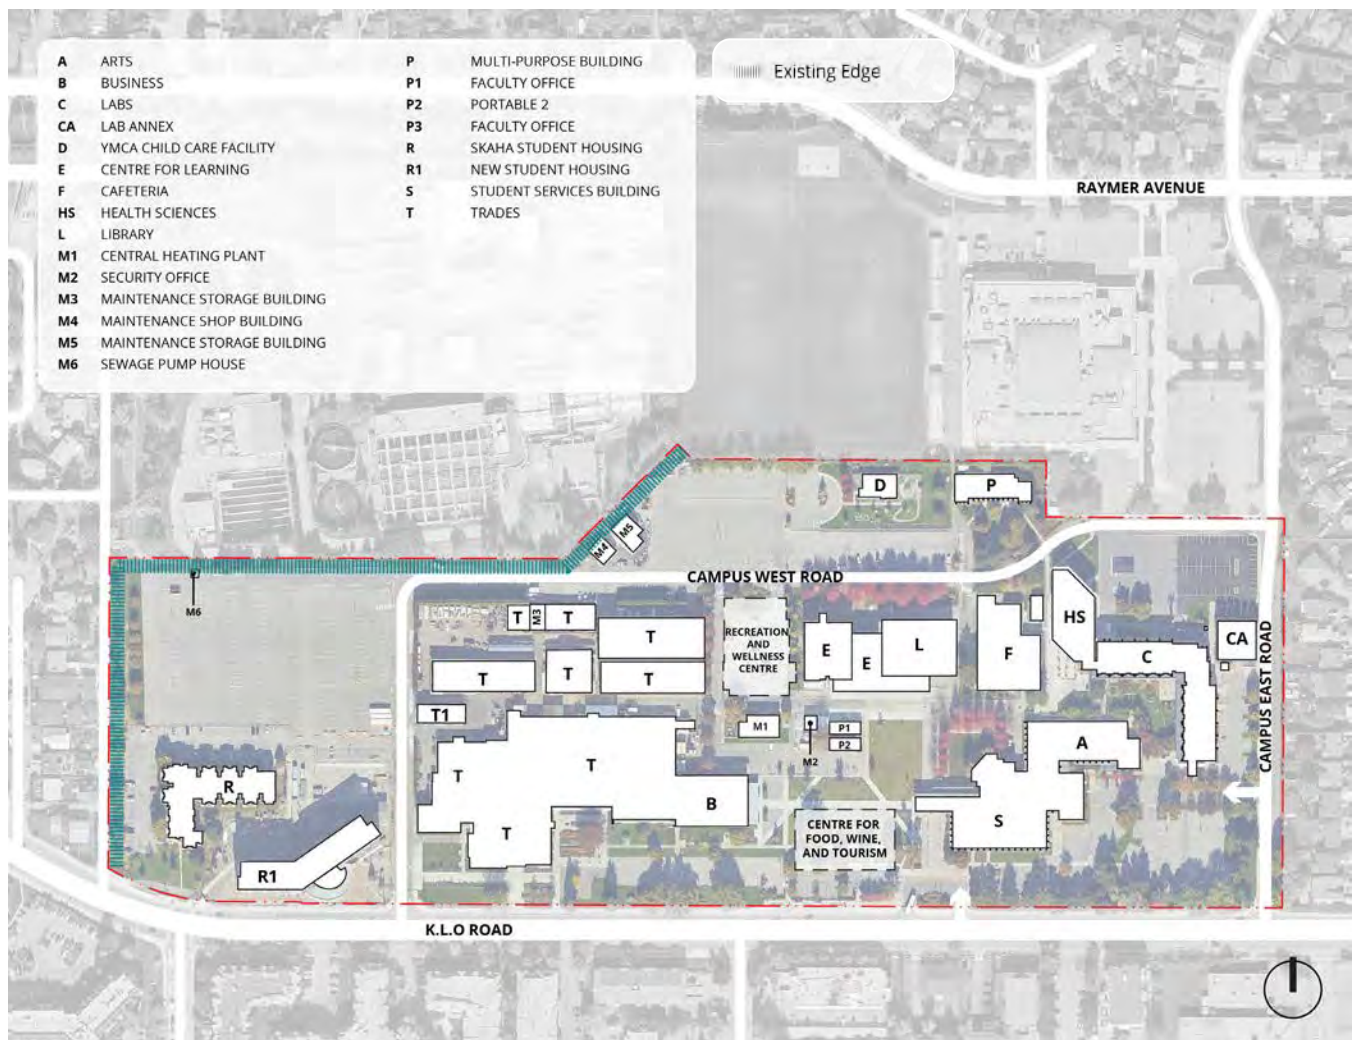 A ARTS
B BUSINESS
C LABS
CA LAB ANNEX
D YMCA CHILD CARE FACILITY
E CENTRE FOR LEARNING
F CAFETERIA
HS HEALTH SCIENCES
L LIBRARY
M1 CENTRAL HEATING PLANT
M2 SECURITY OFFICE
M3 MAINTENANCE STORAGE BUILDING
M4 MAINTENANCE SHOP BUILDING
M5 MAINTENANCE STORAGE BUILDING
M6 SEWAGE PUMP HOUSE
P MULTI-PURPOSE BUILDING
P1 FACULTY OFFICE
P2 PORTABLE 2
P3 FACULTY OFFICE
R SKAHA STUDENT HOUSING
R1 NEW STUDENT HOUSING
S STUDENT SERVICES BUILDING
T TRADES
Existing Edge
RAYMER AVENUE
D
P
M5
M4
CAMPUS WEST ROAD
M6
T
M3
T
T
RECREATION
AND
WELLNESS
CENTRE
E
E
L
F
HS
C
CA
T
T
T
T1
M1
M2
P1
P2
A
CAMPUS EAST ROAD
R
T
T
B
T
CENTRE FOR
FOOD, WINE,
AND TOURISM
S
R1
K.L.O ROAD